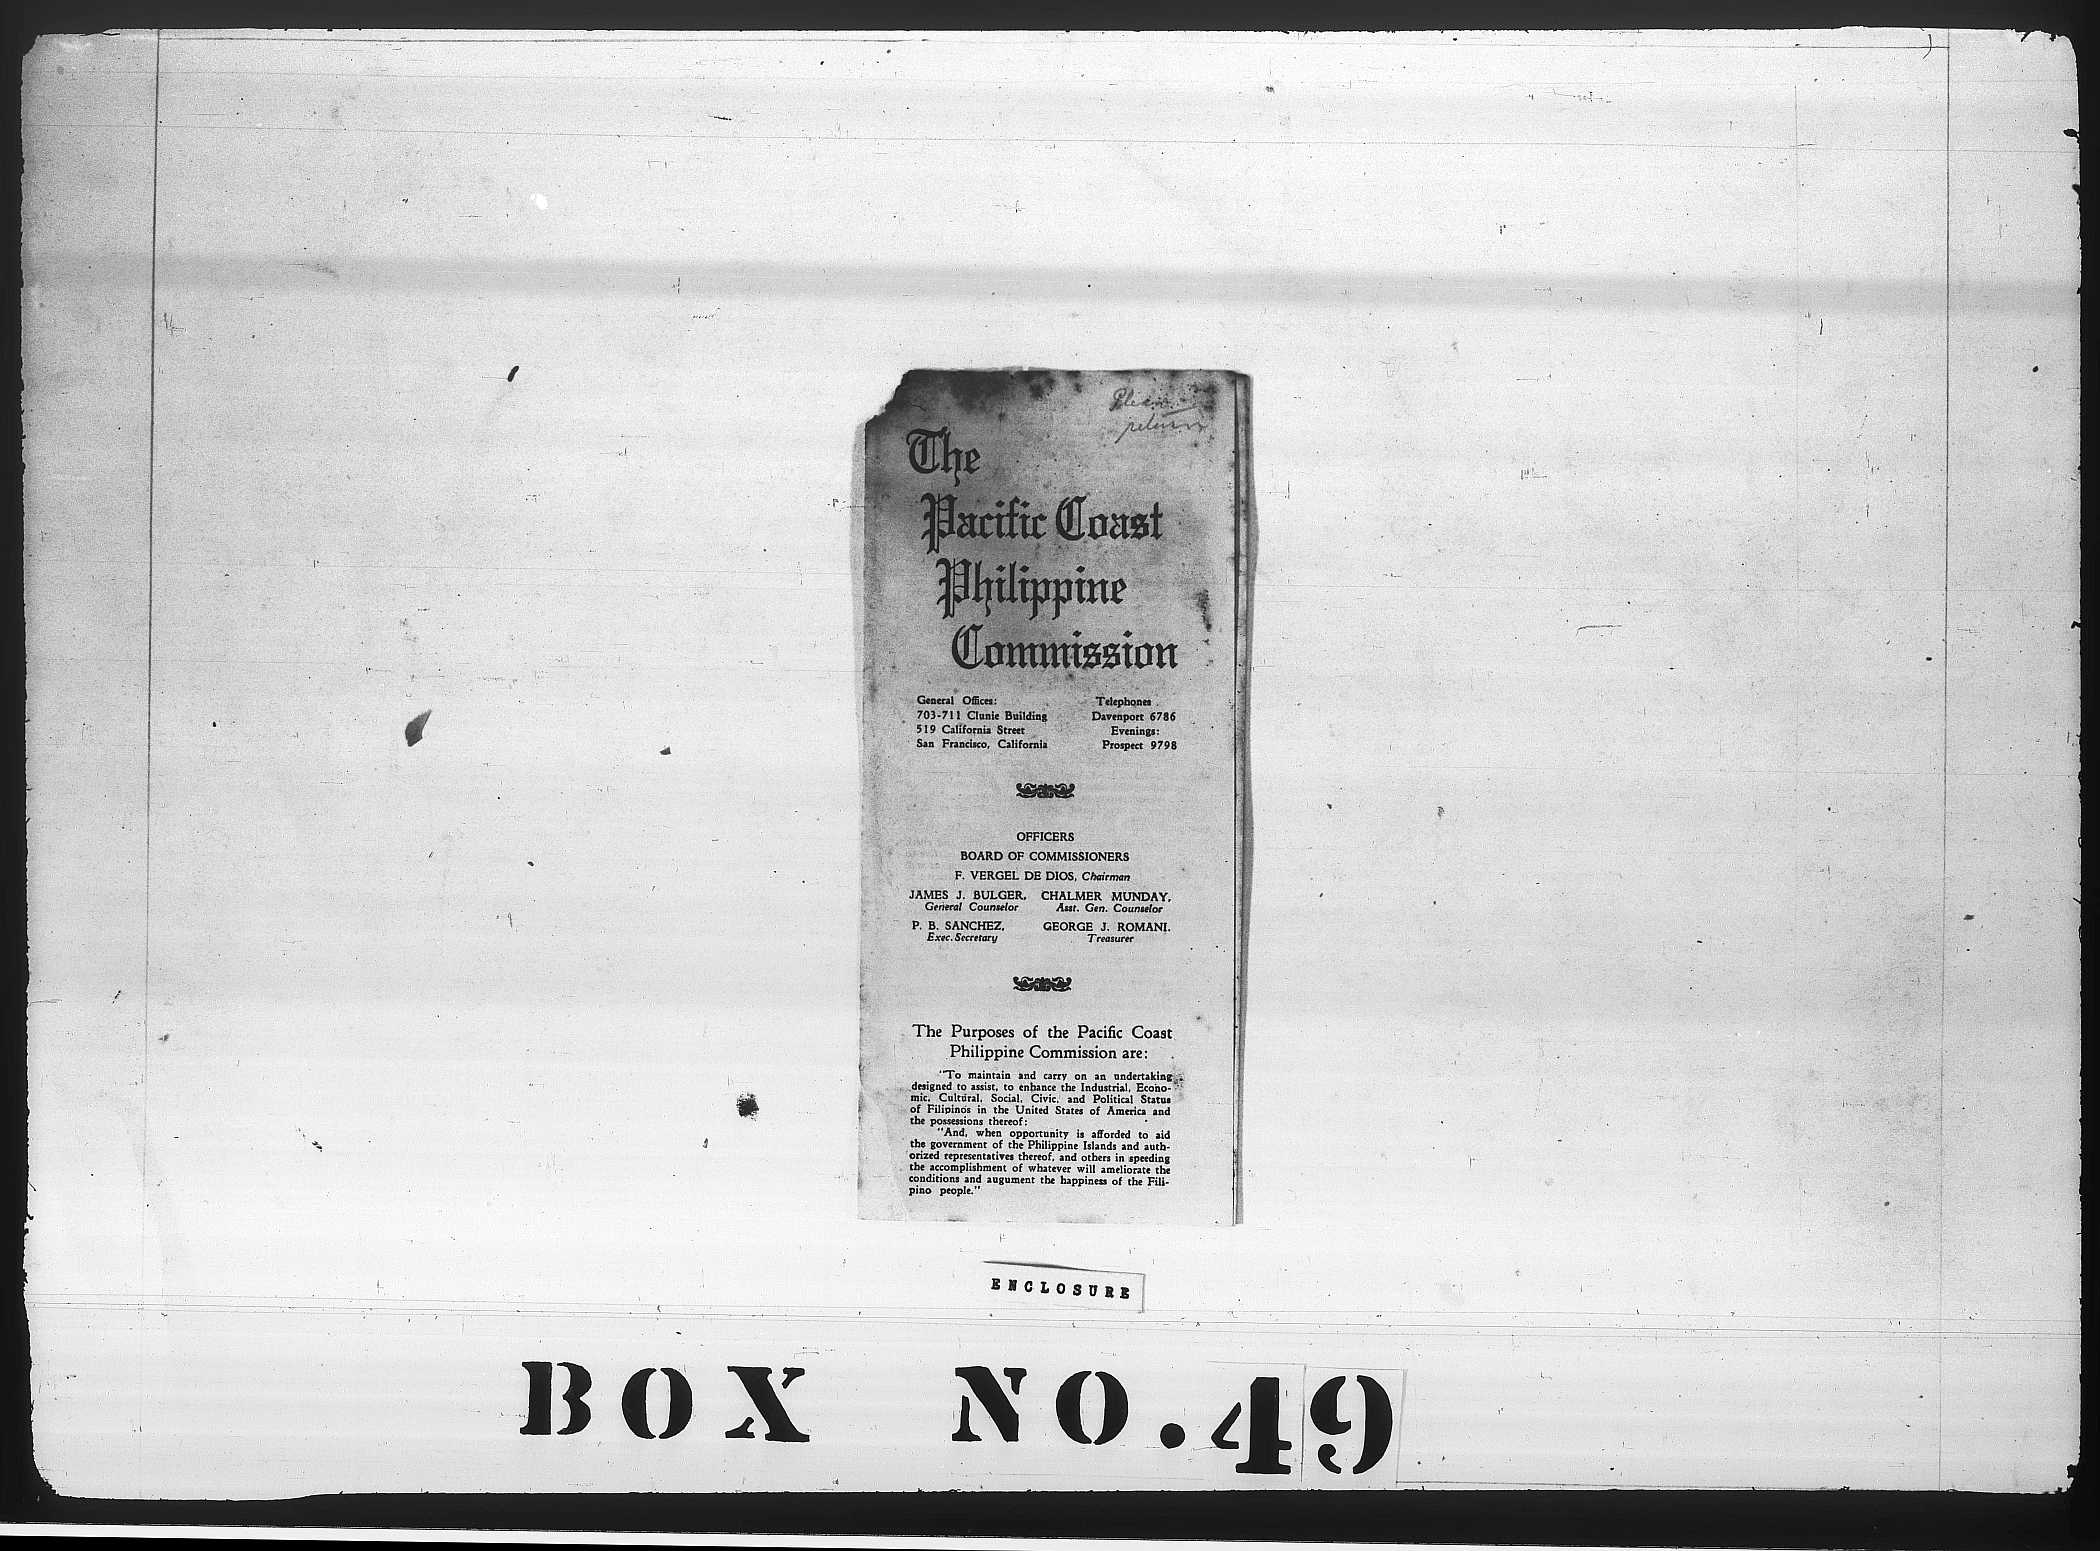 Please
return
The
Pacific Coast
Philippine
Commission
General Offices:
703-711 Clunie Building
519 California Street
San Francisco, California
Telephones
Davenport 6786
Evenings:
Prospect 9798
OFFICERS
BOARD OF COMMISSIONERS
F. VERGEL DE DIOS, Chairman
JAMES J. BULGER, CHALMER MUNDAY,
General Counselor Asst. Gen. Counselor
P. B. SANCHEZ, GEORGE J. ROMANI.
Exec. Secretary Treasurer
The Purposes of the Pacific Coast
Philippine Commission are:
"To maintain and carry on an undertaking
designed to assist, to enhance the Industrial, Econo-
mic, Cultural, Social, Civic, and Political Status
of Filipinos in the United States of America and
the possessions thereof:
"And, when opportunity is afforded to aid
the government of the Philippine Islands and auth-
orized representatives thereof, and others in speeding
the accomplishment of whatever will ameliorate the
conditions and augument the happiness of the Fili-
pino people."
ENCLOSURE
BOX NO. 49